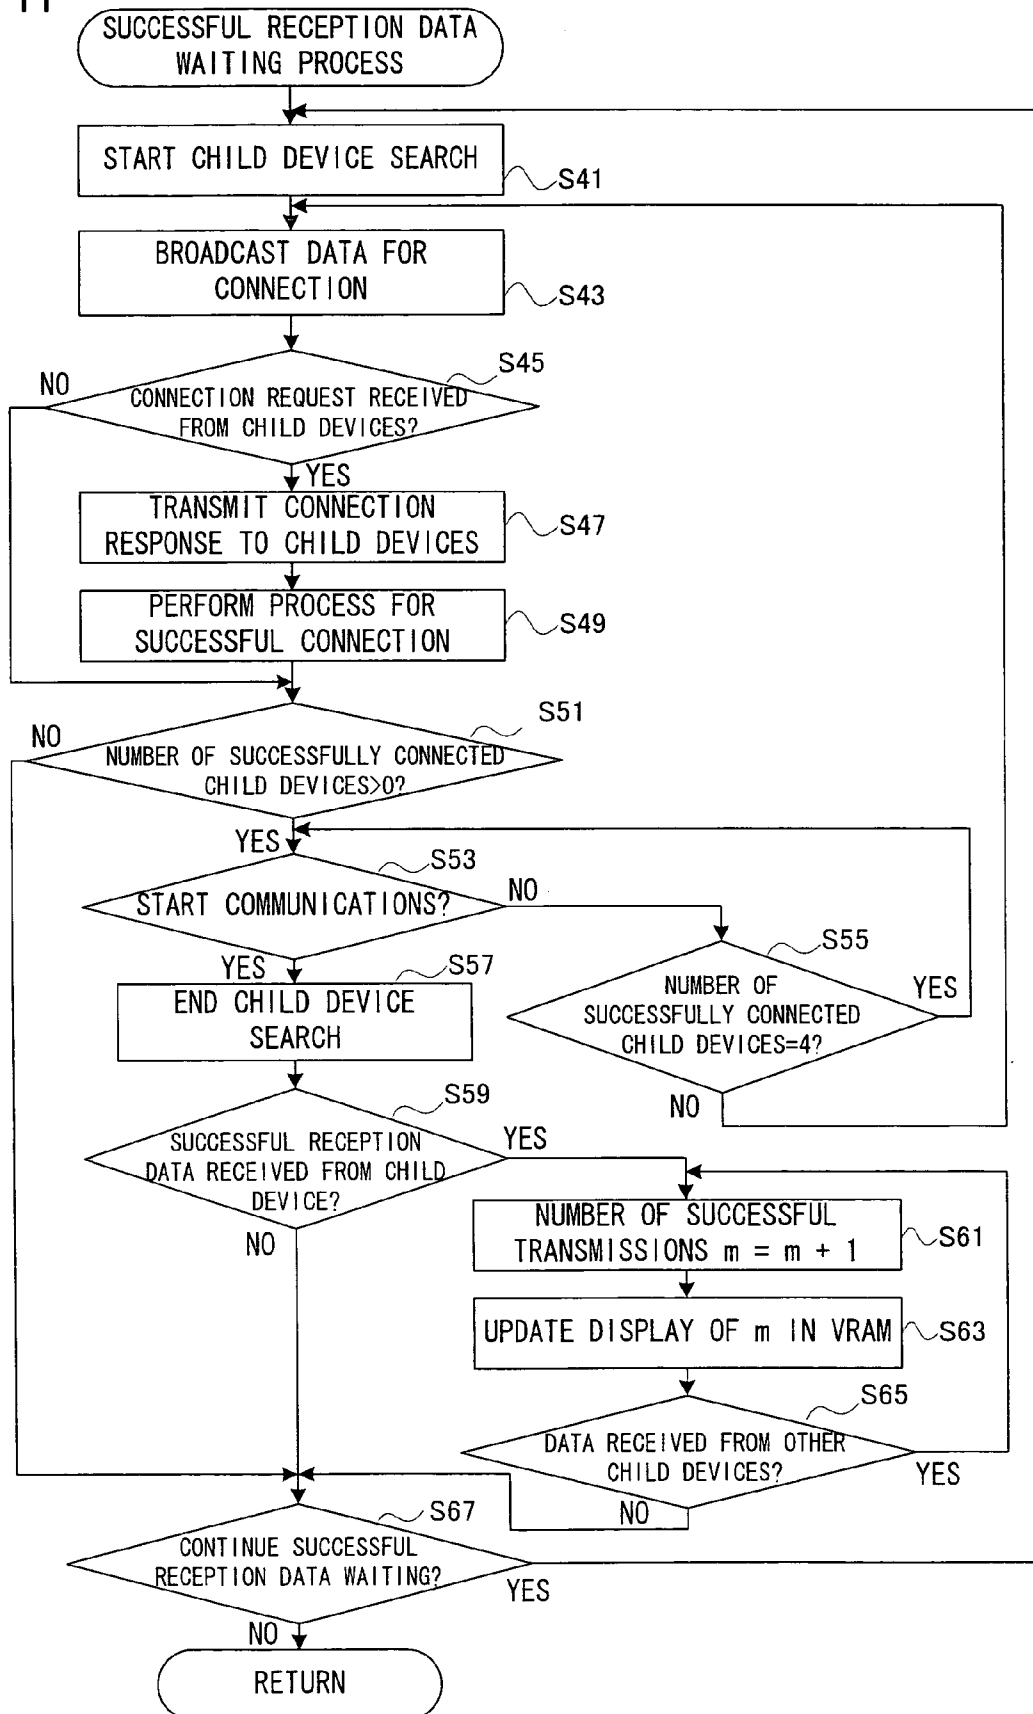 SUCCESSFUL RECEPTION DATA
WAITING PROCESS
START CHILD DEVICE SEARCH
S41
BROADCAST DATA FOR
CONNECTION
S43
S45
NO
CONNECTION REQUEST RECEIVED
FROM CHILD DEVICES?
YES
TRANSMIT CONNECTION
RESPONSE TO CHILD DEVICES
S47
PERFORM PROCESS FOR
SUCCESSFUL CONNECTION
S49
S51
NO
NUMBER OF SUCCESSFULLY CONNECTED
CHILD DEVICES>0?
YES
S53
START COMMUNICATIONS?
NO
YES
S55
NUMBER OF
SUCCESSFULLY CONNECTED
CHILD DEVICES=4?
YES
NO
S57
END CHILD DEVICE
SEARCH
S59
SUCCESSFUL RECEPTION
DATA RECEIVED FROM CHILD
DEVICE?
YES
NO
NUMBER OF SUCCESSFUL
TRANSMISSIONS m = m + 1
S61
UPDATE DISPLAY OF m IN VRAM
S63
S65
DATA RECEIVED FROM OTHER
CHILD DEVICES?
YES
NO
S67
CONTINUE SUCCESSFUL
RECEPTION DATA WAITING?
YES
NO
RETURN